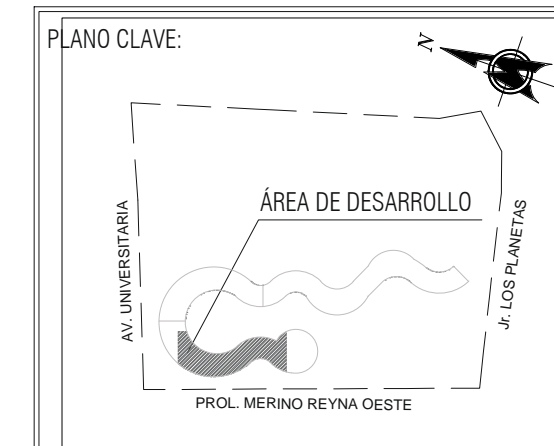 PLANO CLAVE:
N
ÁREA DE DESARROLLO
AV. UNIVERSITARIA
Jr. LOS PLANETAS
PROL. MERINO REYNA OESTE